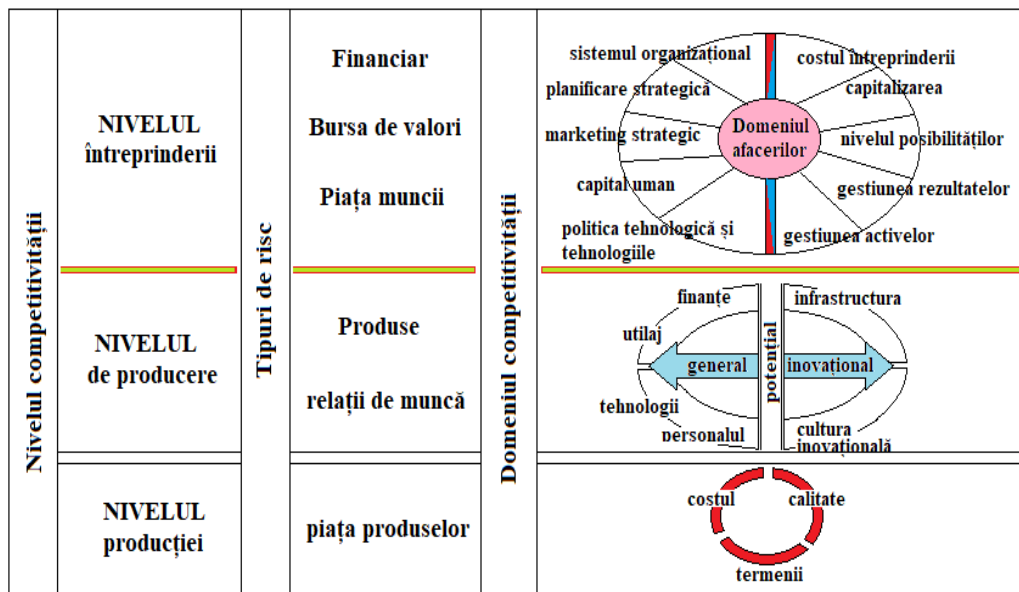 Nivelul competitivității
NIVELUL
întreprinderii
Tipuri de risc
Financiar
Bursa de valori
Piața muncii
Domeniul competitivității
sistemul organizațional
planificare strategică
marketing strategic
capital uman
politica tehnologică și
tehnologiile
Domeniul
afacerilor
costul întreprinderii
capitalizarea
nivelul posibilităților
gestiunea rezultatelor
gestiunea activelor
NIVELUL
de producere
Produse
relații de muncă
finanțe
utilaj
general
tehnologii
personalul
potențial
infrastructura
inovațional
cultura
inovațională
NIVELUL
producției
piața produselor
costul
calitate
termenii